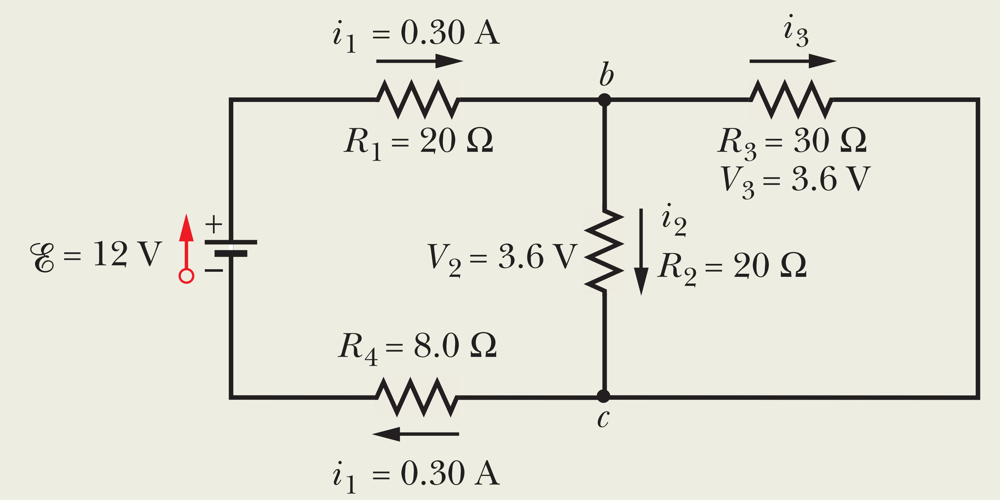 i₁ = 0.30 A
i₃
b
R₁ = 20 Ω
R₃ = 30 Ω
V₃ = 3.6 V
+
ℰ = 12 V
−
V₂ = 3.6 V
i₂
R₂ = 20 Ω
R₄ = 8.0 Ω
c
i₁ = 0.30 A